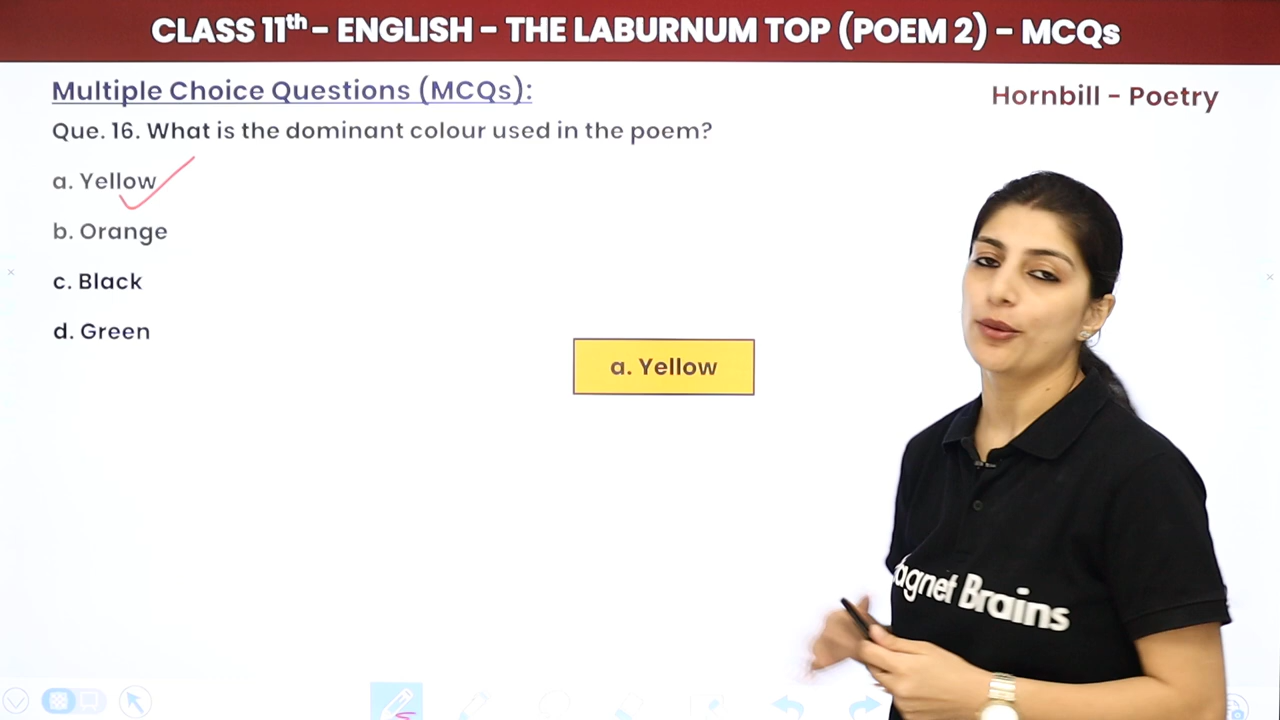 CLASS 11th - ENGLISH - THE LABURNUM TOP (POEM 2) - MCQs
Multiple Choice Questions (MCQs):
Hornbill - Poetry
Que. 16. What is the dominant colour used in the poem?
a. Yellow
b. Orange
c. Black
d. Green
a. Yellow
agnet Brains